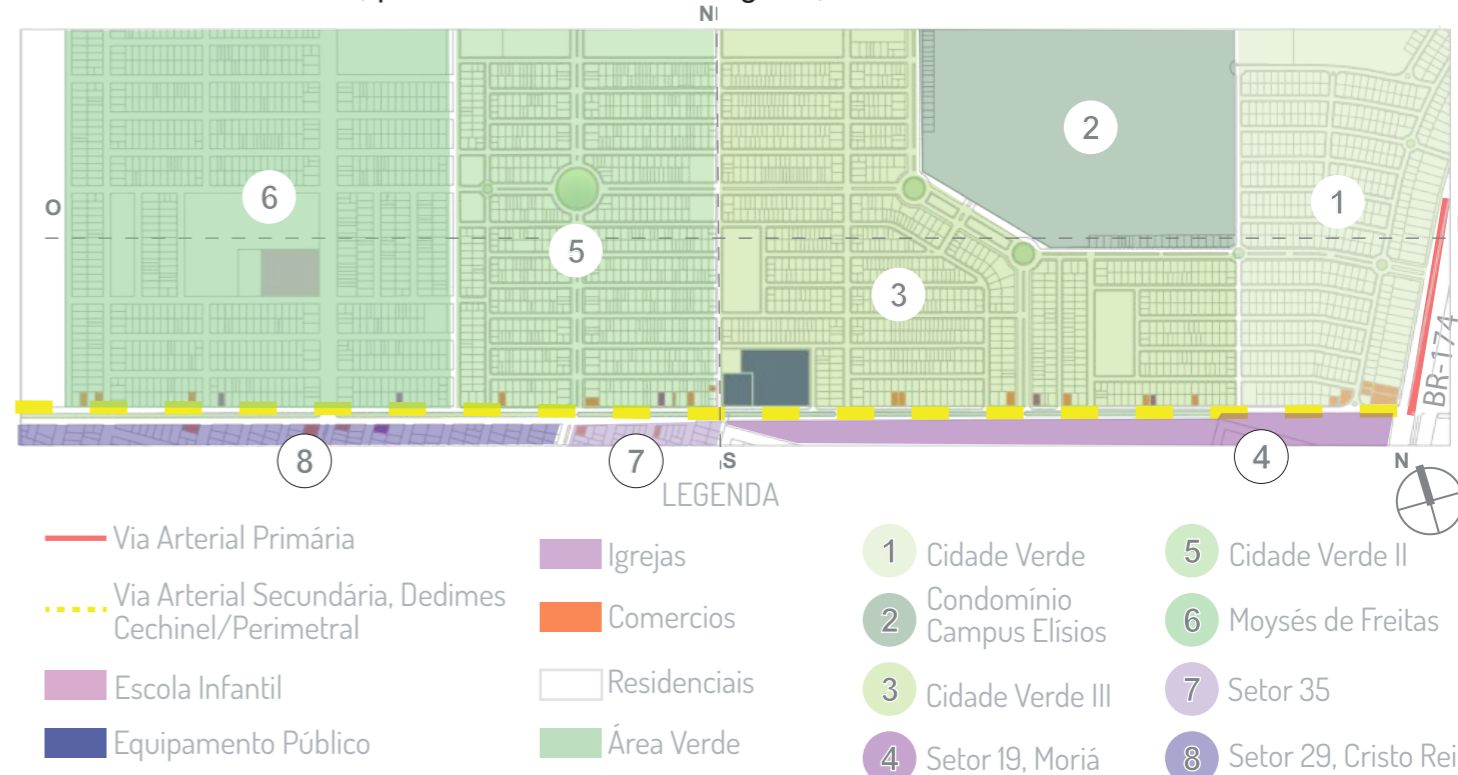 N
O
6
5
3
2
1
BR-174
8
7
S
4
N
LEGENDA
Via Arterial Primária
Via Arterial Secundária, Dedimes
Cechinel/Perimetral
Escola Infantil
Equipamento Público
Igrejas
Comercios
Residenciais
Área Verde
1 Cidade Verde
2 Condomínio
Campus Elísios
3 Cidade Verde III
4 Setor 19, Moriá
5 Cidade Verde II
6 Moysés de Freitas
7 Setor 35
8 Setor 29, Cristo Rei